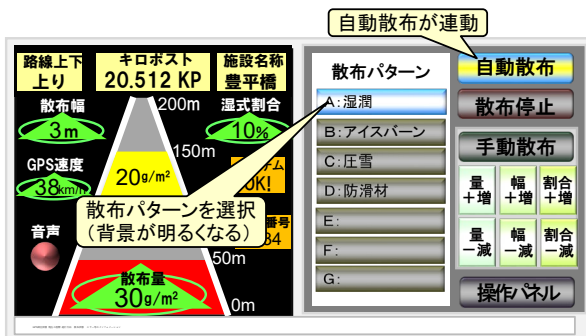 自動散布が連動
路線上下
上り
キロポスト
20.512 KP
施設名称
豊平橋
散布幅
3m
200m
湿式割合
10%
150m
GPS速度
38km/h
20g/m²
OK!
音声
散布パターンを選択
(背景が明るくなる)
番号
34
50m
散布量
30g/m²
0m
散布パターン
A:湿潤
B:アイスバーン
C:圧雪
D:防滑材
E:
F:
G:
自動散布
散布停止
手動散布
量
+増
幅
+増
割合
+増
量
-減
幅
-減
割合
-減
操作パネル